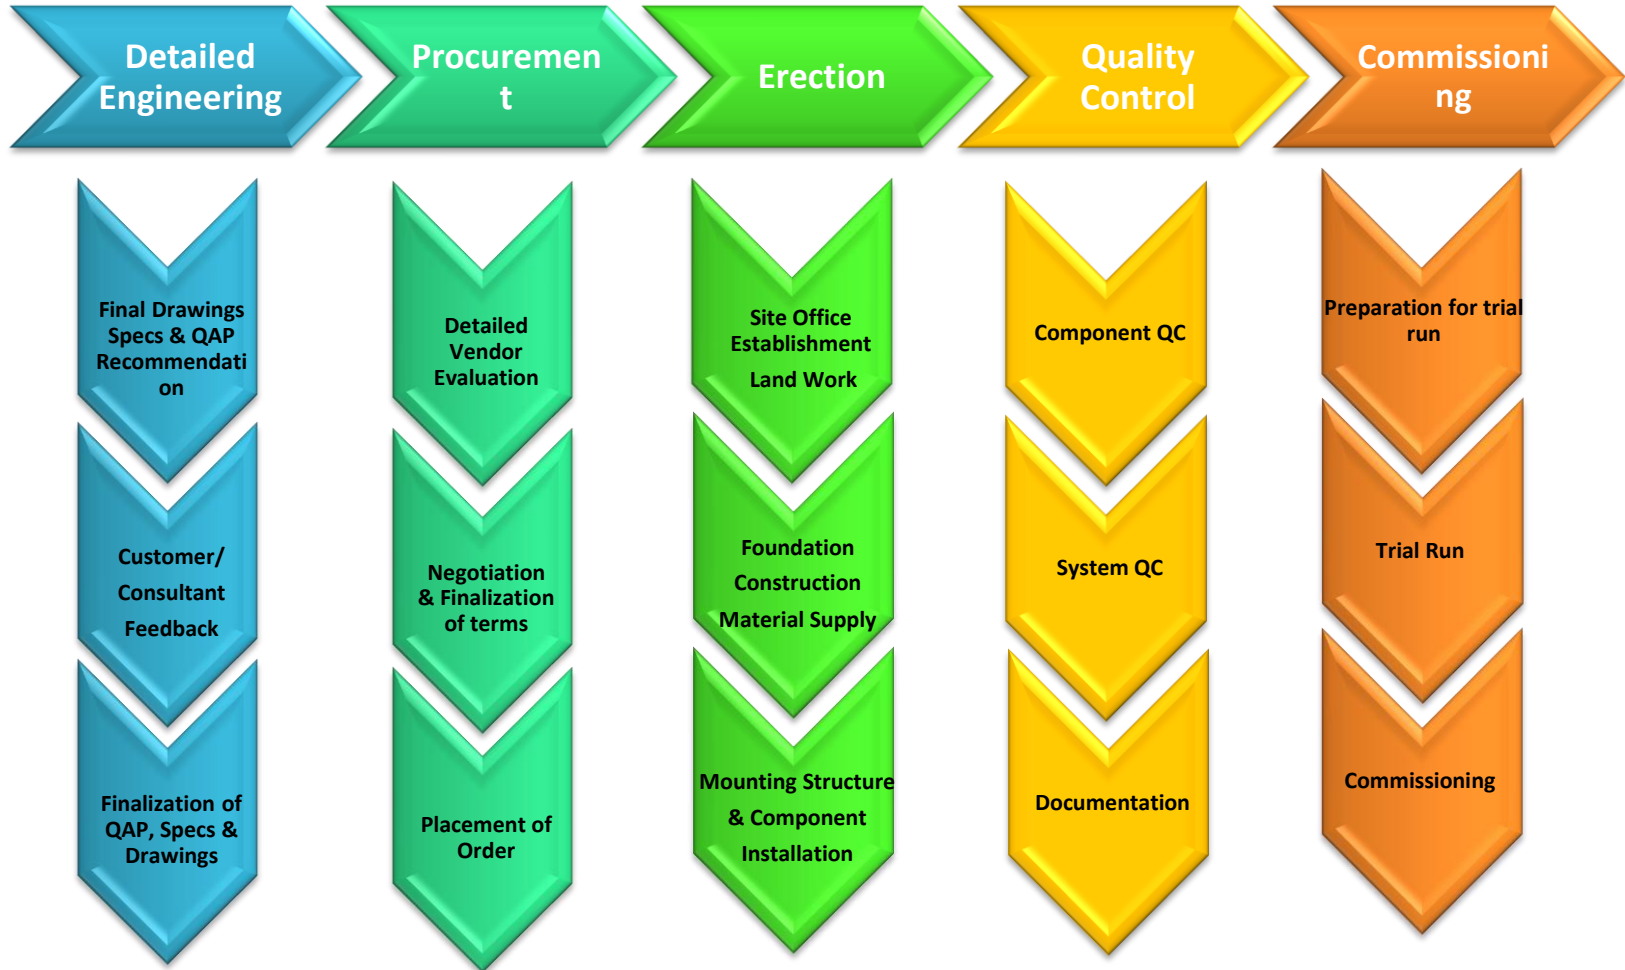 Detailed
Engineering
Procuremen
t
Erection
Quality
Control
Commissioni
ng
Final Drawings
Specs & QAP
Recommendati
on
Customer/
Consultant
Feedback
Finalization of
QAP, Specs &
Drawings
Detailed
Vendor
Evaluation
Negotiation
& Finalization
of terms
Placement of
Order
Site Office
Establishment
Land Work
Foundation
Construction
Material Supply
Mounting Structure
& Component
Installation
Component QC
System QC
Documentation
Preparation for trial
run
Trial Run
Commissioning